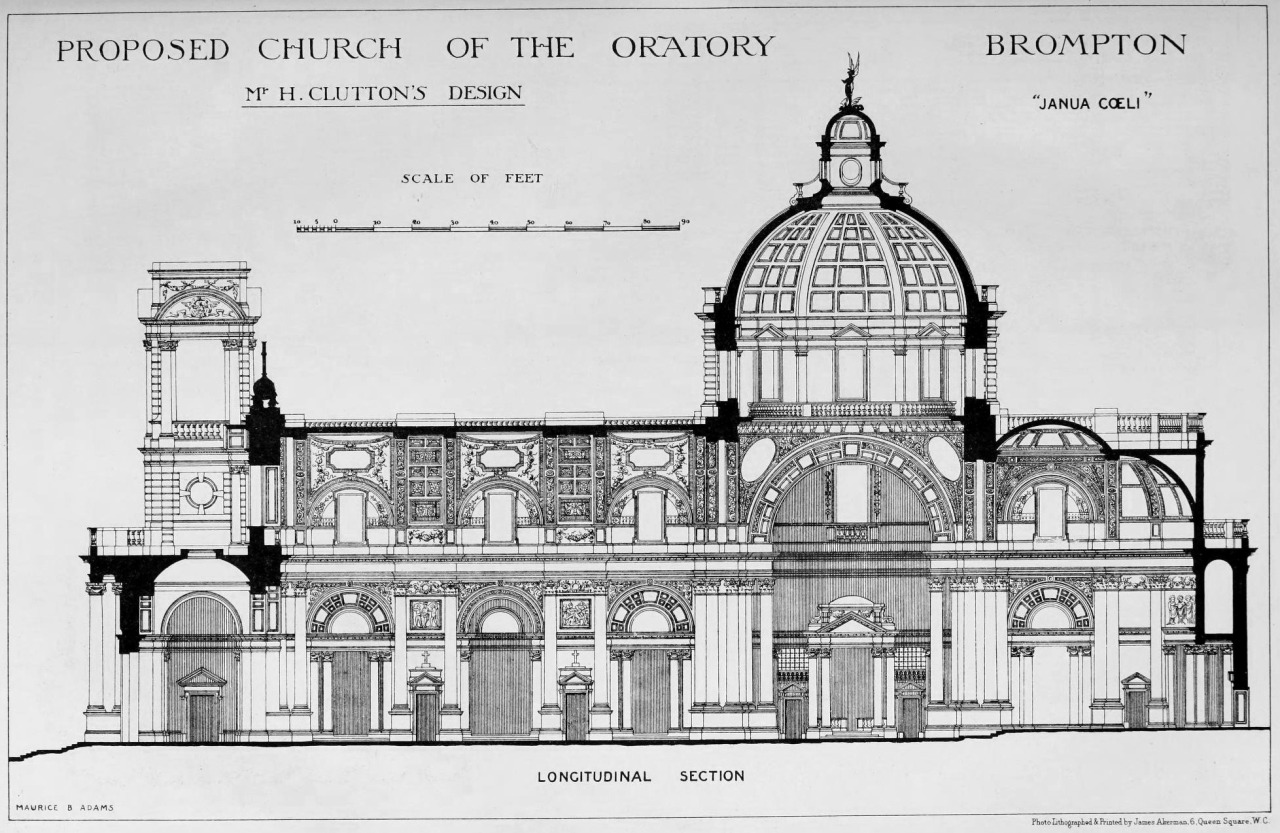 PROPOSED CHURCH OF THE ORATORY BROMPTON
Mr H. CLUTTON'S DESIGN
"JANUA CŒLI"
SCALE OF FEET
10 5 0 10 20 30 40 50 60 70 80 90
LONGITUDINAL SECTION
MAURICE B ADAMS
Photo Lithographed & Printed by James Akerman, 6, Queen Square, W.C.